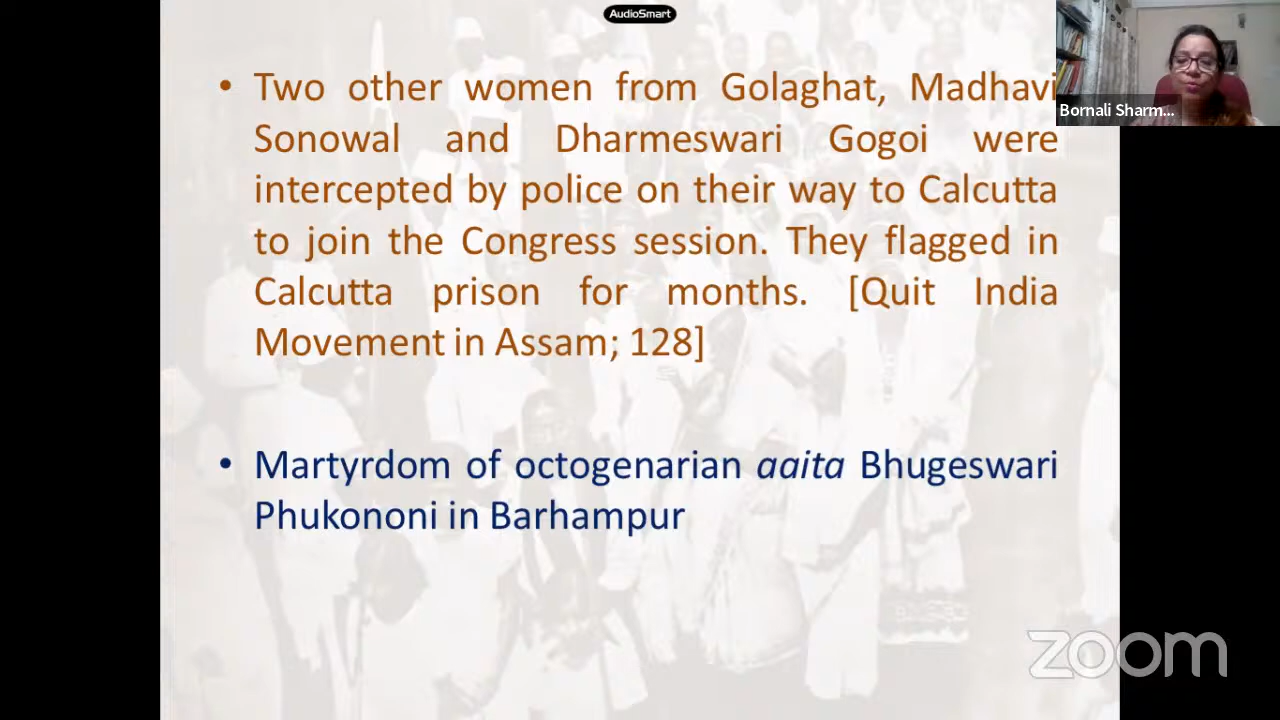 AudioSmart
• Two other women from Golaghat, Madhavi
Sonowal and Dharmeswari Gogoi were
intercepted by police on their way to Calcutta
to join the Congress session. They flagged in
Calcutta prison for months. [Quit India
Movement in Assam; 128]
• Martyrdom of octogenarian aaita Bhugeswari
Phukononi in Barhampur
Bornali Sharm...
zoom